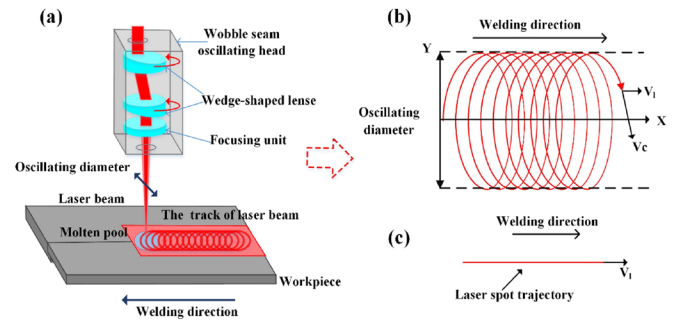 (a)
Wobble seam
oscillating head
Wedge-shaped lense
Focusing unit
Oscillating diameter
Laser beam
The track of laser beam
Molten pool
Workpiece
Welding direction
(b)
Welding direction
Y
Oscillating
diameter
V₁
X
Vc
(c)
Welding direction
V₁
Laser spot trajectory